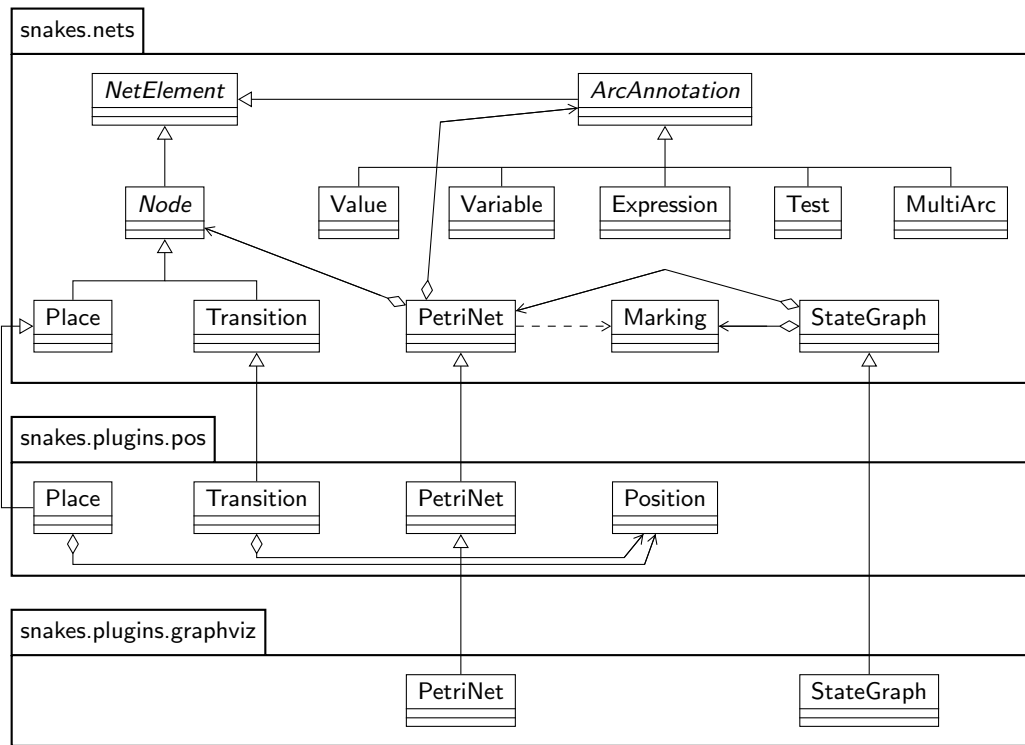 snakes.nets
NetElement
ArcAnnotation
Node
Value
Variable
Expression
Test
MultiArc
Place
Transition
PetriNet
Marking
StateGraph
snakes.plugins.pos
Place
Transition
PetriNet
Position
snakes.plugins.graphviz
PetriNet
StateGraph